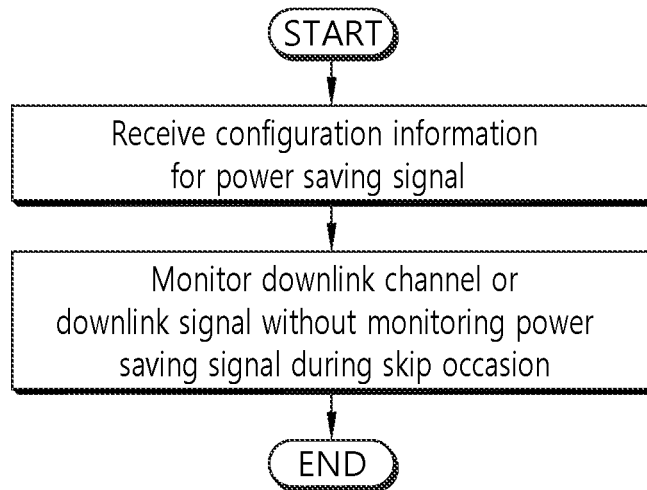 START
Receive configuration information
for power saving signal
Monitor downlink channel or
downlink signal without monitoring power
saving signal during skip occasion
END